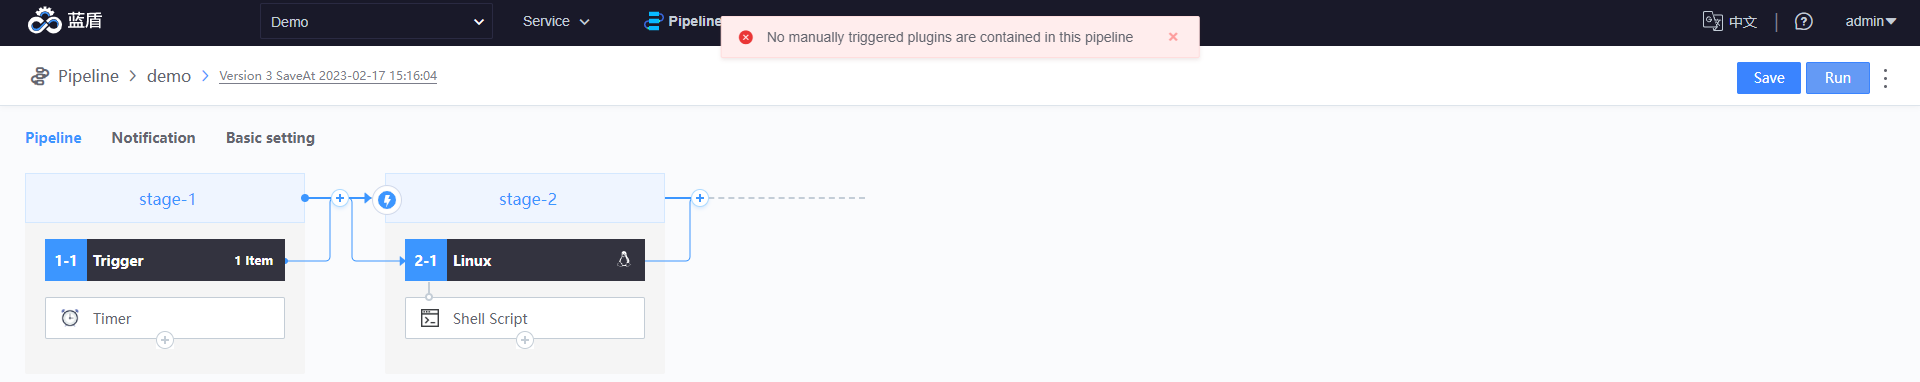 蓝盾 Demo Service Pipeline 中文 admin
No manually triggered plugins are contained in this pipeline
Pipeline demo Version 3 SaveAt 2023-02-17 15:16:04 Save Run
Pipeline Notification Basic setting
stage-1 stage-2
1-1 Trigger 1 Item 2-1 Linux
Timer Shell Script